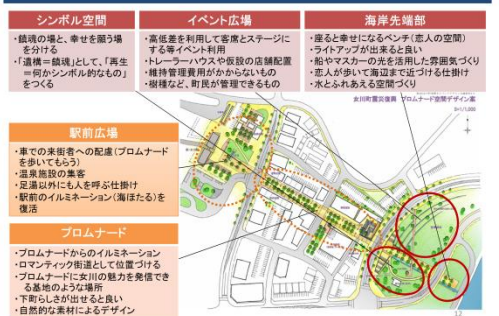 シンボル空間
・鎮魂の場と、幸せを願う場
を分ける
・「遺構=鎮魂」として、「再生
=何かシンボル的なもの」
をつくる
イベント広場
・高低差を利用して客席とステージに
する等イベント利用
・トレーラーハウスや仮設の店舗配置
・維持管理費用がかからないもの
・樹種など、町民が管理できるもの
海岸先端部
・座ると幸せになるベンチ(恋人の空間)
・ライトアップが出来ると良い
・船やマスカーの光を活用した雰囲気づくり
・恋人が歩いて海辺まで近づける仕掛け
・水とふれあえる空間づくり
女川町震災復興 プロムナード空間デザイン案
S=1/1,000
駅前広場
・車での来街者への配慮(プロムナード
を歩いてもらう)
・温泉施設の集客
・足湯以外にも人を呼ぶ仕掛け
・駅前のイルミネーション(海ほたる)を
復活
プロムナード
・プロムナードからのイルミネーション
・ロマンティック街道として位置づける
・プロムナードに女川の魅力を発信でき
る基地のような場所
・下町らしさが出せると良い
・自然的な素材によるデザイン
12